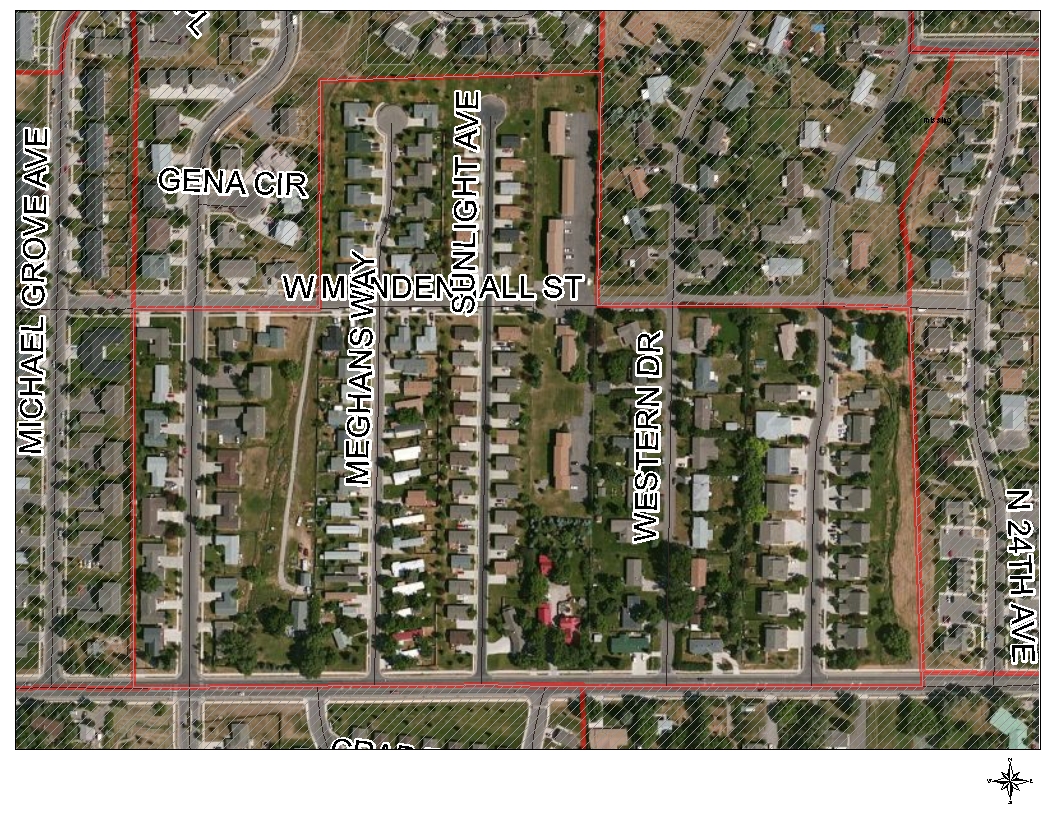 MICHAEL GROVE AVE
GENA CIR
SUNLIGHT AVE
W MENDENHALL ST
MEGHANS WAY
WESTERN DR
N 24TH AVE